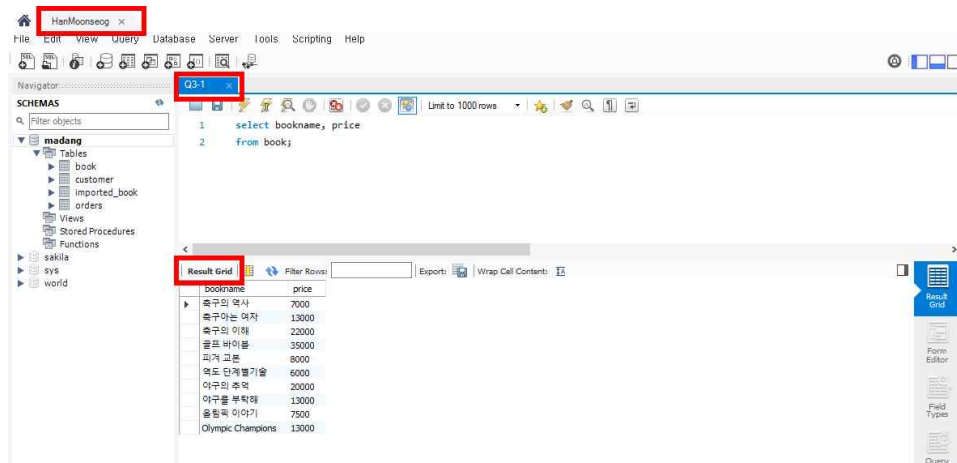 HanMoonseog ×
File Edit View Query Database Server Tools Scripting Help
Navigator
Q3-1 ×
SCHEMAS
Filter objects
Limit to 1000 rows
madang
Tables
book
customer
imported_book
orders
Views
Stored Procedures
Functions
sakila
sys
world
1 select bookname, price
2 from book;
Result Grid Filter Rows: Export: Wrap Cell Content:
bookname price
축구의 역사 7000
축구아는 여자 13000
축구의 이해 22000
골프 바이블 35000
피겨 교본 8000
역도 단계별기술 6000
야구의 추억 20000
야구를 부탁해 13000
올림픽 이야기 7500
Olympic Champions 13000
Result
Grid
Form
Editor
Field
Types
Query